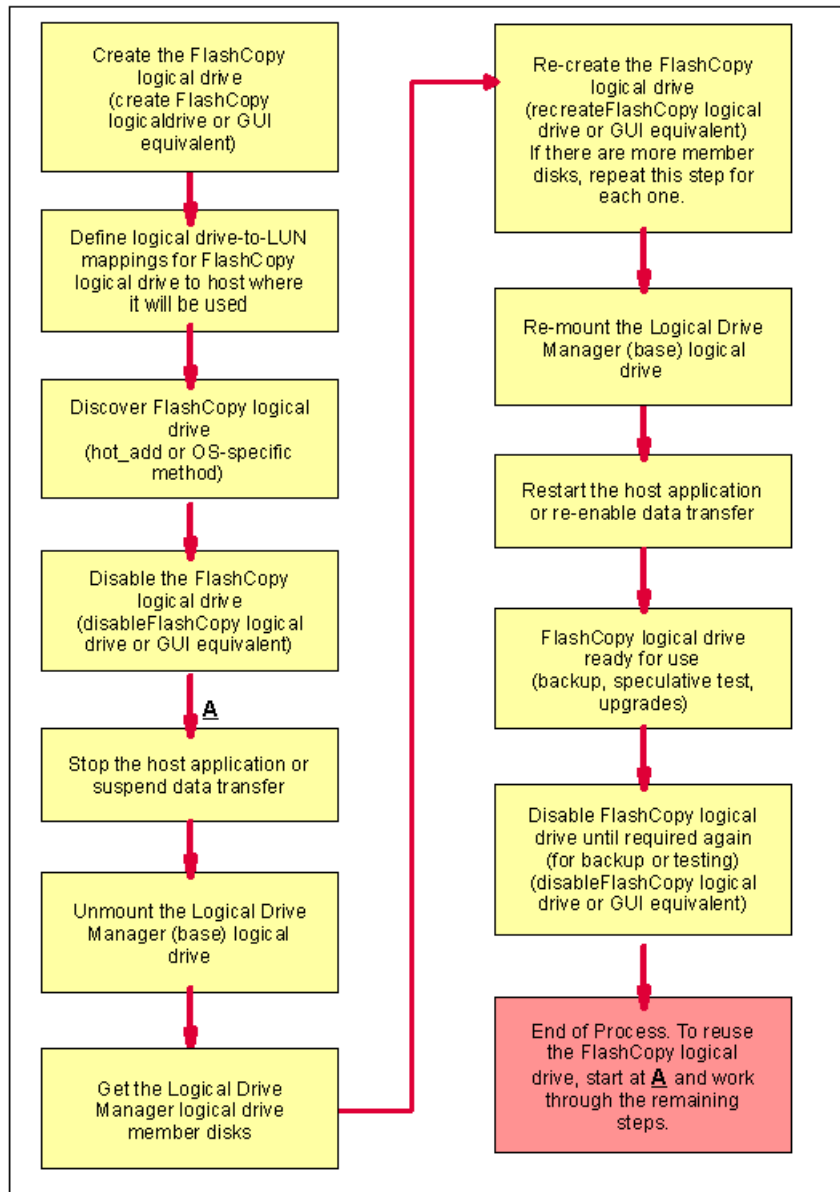 Create the FlashCopy
logical drive
(create FlashCopy
logicaldrive or GUI
equivalent)
Define logical drive-to-LUN
mappings for FlashCopy
logical drive to host where
it will be used
Discover FlashCopy logical
drive
(hot_add or OS-specific
method)
Disable the FlashCopy
logical drive
(disableFlashCopy logical
drive or GUI equivalent)
A
Stop the host application or
suspend data transfer
Unmount the Logical Drive
Manager (base) logical
drive
Get the Logical Drive
Manager logical drive
member disks
Re-create the FlashCopy
logical drive
(recreateFlashCopy logical
drive or GUI equivalent)
If there are more member
disks, repeat this step for
each one.
Re-mount the Logical Drive
Manager (base) logical
drive
Restart the host application
or re-enable data transfer
FlashCopy logical drive
ready for use
(backup, speculative test,
upgrades)
Disable FlashCopy logical
drive until required again
(for backup or testing)
(disableFlashCopy logical
drive or GUI equivalent)
End of Process. To reuse
the FlashCopy logical
drive, start at A and work
through the remaining
steps.